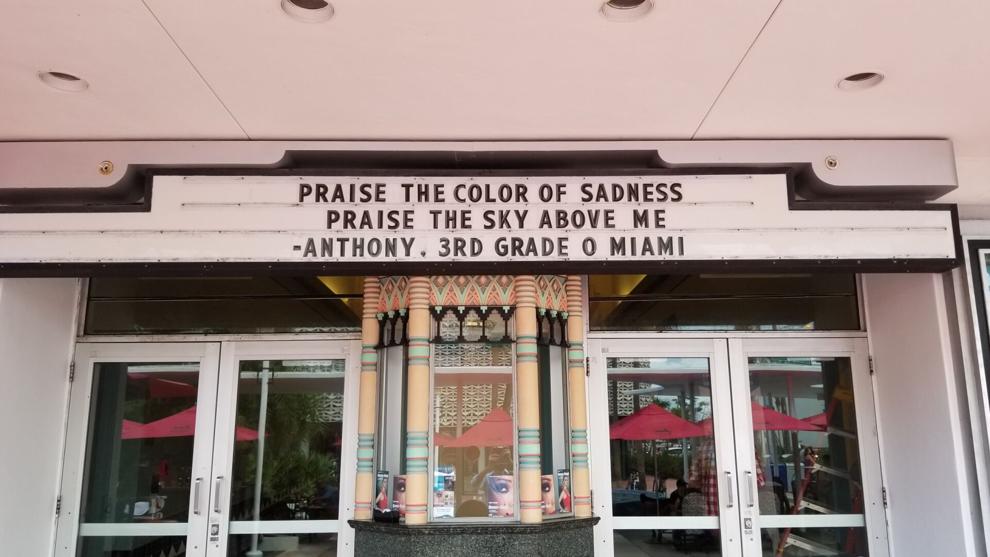 PRAISE THE COLOR OF SADNESS
PRAISE THE SKY ABOVE ME
-ANTHONY. 3RD GRADE O MIAMI